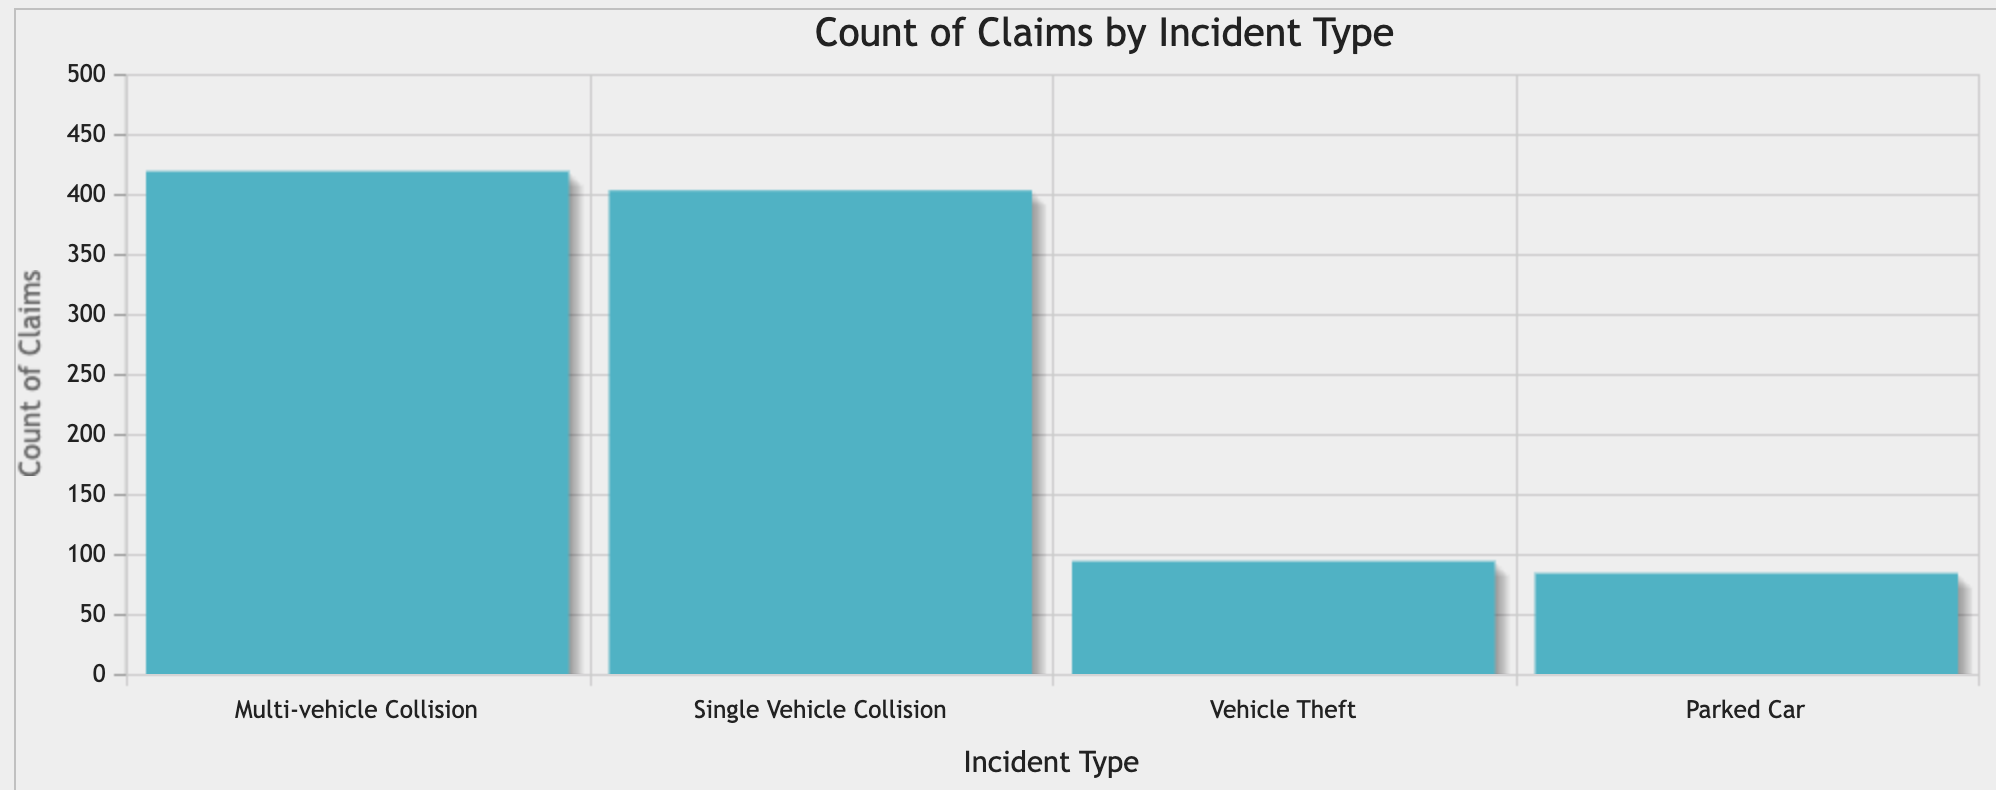 Count of Claims by Incident Type
500
450
400
350
300
250
200
150
100
50
0
Count of Claims
Multi-vehicle Collision
Single Vehicle Collision
Vehicle Theft
Parked Car
Incident Type